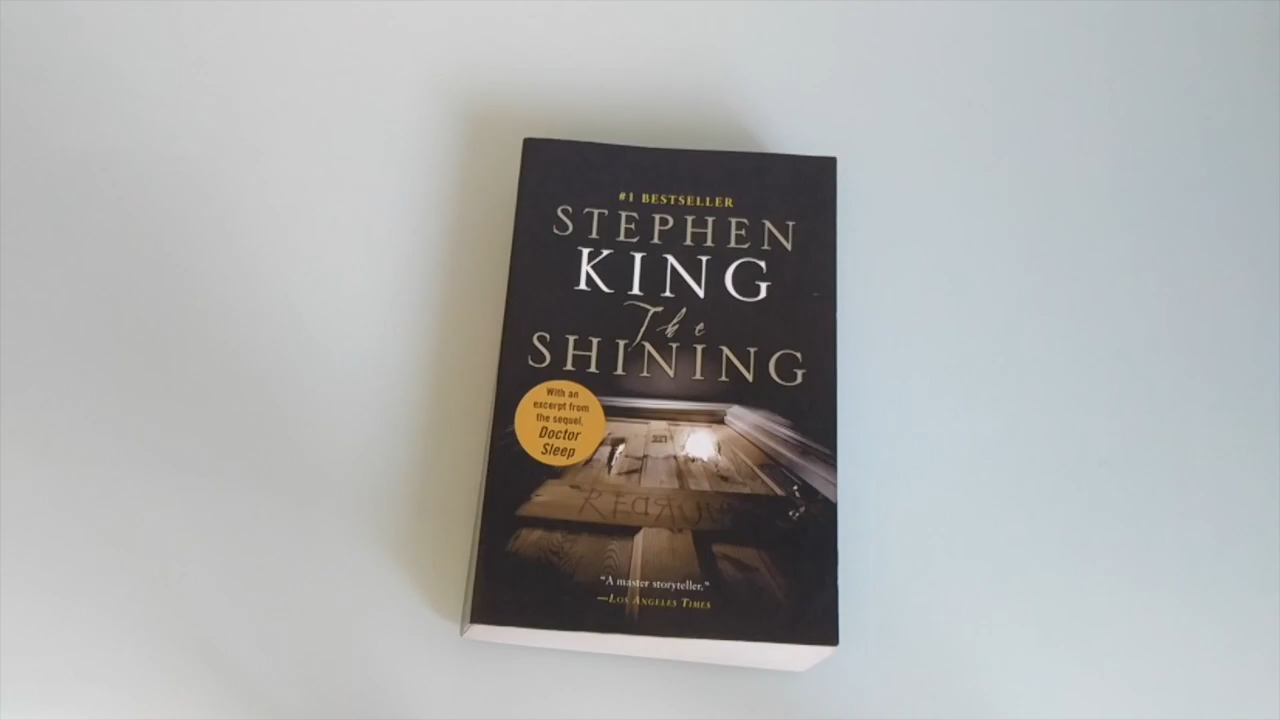 #1 BESTSELLER
STEPHEN
KING
The
SHINING
With an
excerpt from
the sequel,
Doctor
Sleep
REDRUM
“A master storyteller.”
—LOS ANGELES TIMES